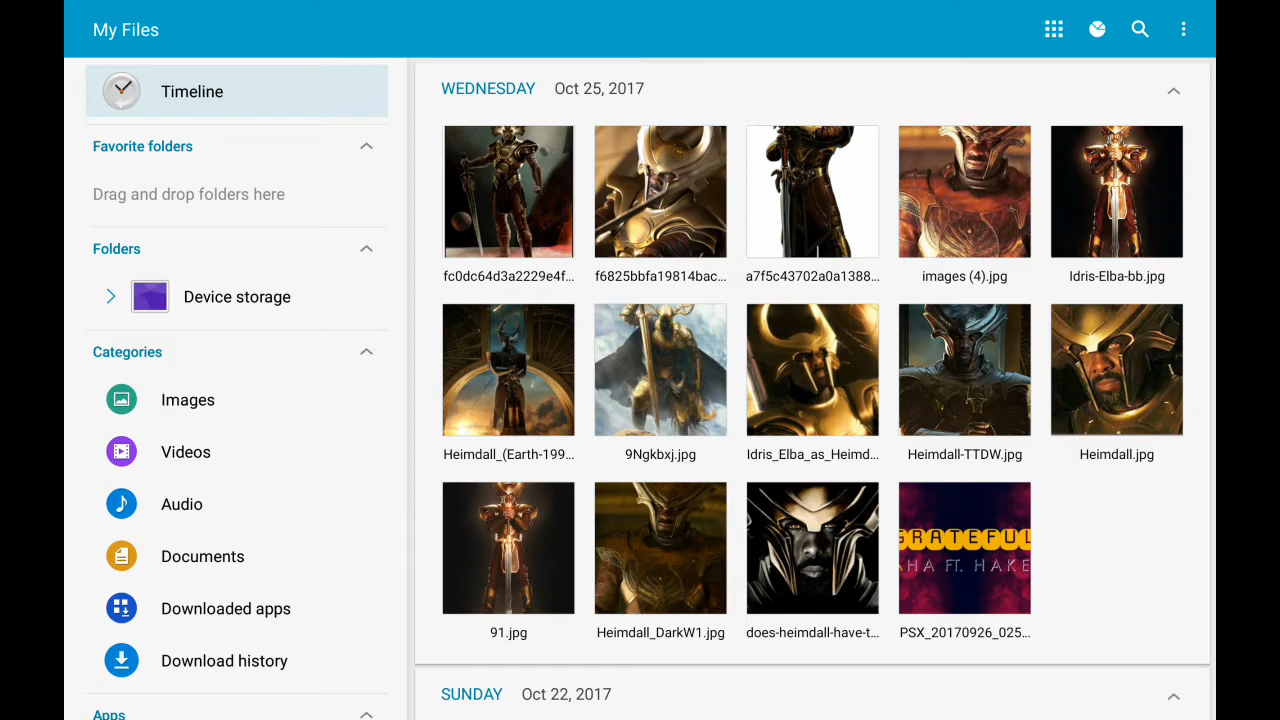 My Files
Timeline
Favorite folders
Drag and drop folders here
Folders
Device storage
Categories
Images
Videos
Audio
Documents
Downloaded apps
Download history
Apps
WEDNESDAY Oct 25, 2017
fc0dc64d3a2229e4f... f6825bbfa19814bac... a7f5c43702a0a1388... images (4).jpg Idris-Elba-bb.jpg
Heimdall_(Earth-199... 9Ngkbxj.jpg Idris_Elba_as_Heimd... Heimdall-TTDW.jpg Heimdall.jpg
GRATEFUL
HA FT. HAKE
91.jpg Heimdall_DarkW1.jpg does-heimdall-have-t... PSX_20170926_025...
SUNDAY Oct 22, 2017